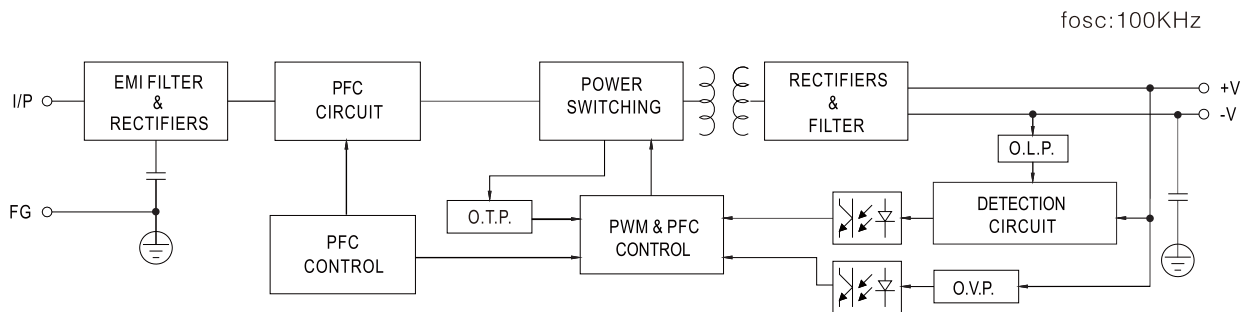 fosc:100KHz
I/P
EMI FILTER
&
RECTIFIERS
PFC
CIRCUIT
POWER
SWITCHING
RECTIFIERS
&
FILTER
+V
-V
O.L.P.
FG
PFC
CONTROL
O.T.P.
PWM & PFC
CONTROL
DETECTION
CIRCUIT
O.V.P.